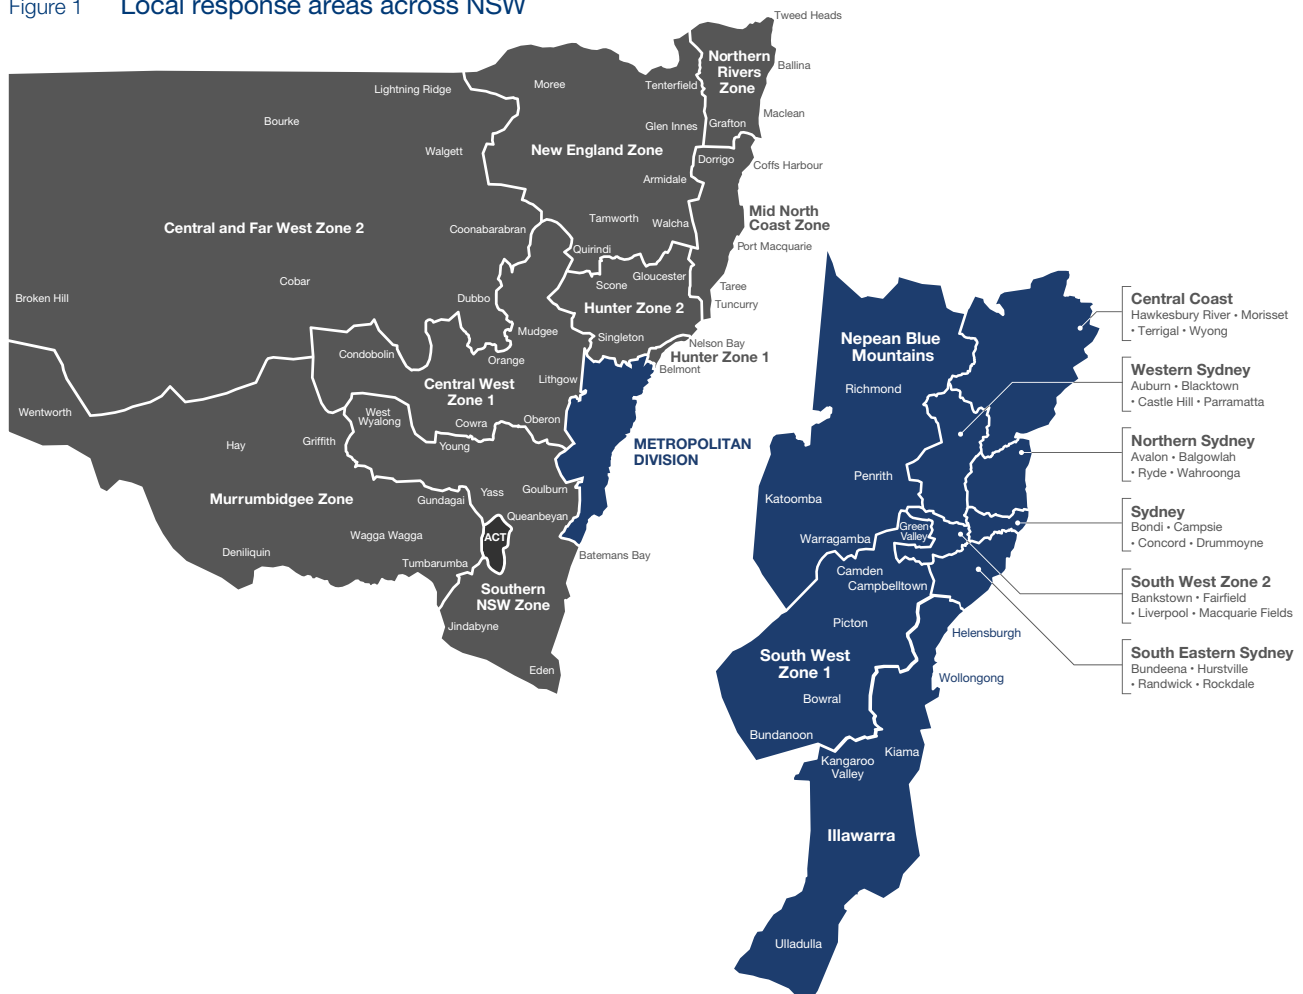 Figure 1 Local response areas across NSW
Tweed Heads
Northern
Rivers
Zone
Ballina
Moree
Tenterfield
Lightning Ridge
Maclean
Bourke
Glen Innes
Grafton
Walgett
New England Zone
Dorrigo
Coffs Harbour
Armidale
Mid North
Coast Zone
Tamworth
Walcha
Central and Far West Zone 2
Coonabarabran
Port Macquarie
Quirindi
Gloucester
Scone
Cobar
Taree
Broken Hill
Dubbo
Tuncurry
Hunter Zone 2
Mudgee
Singleton
Nelson Bay
Hunter Zone 1
Belmont
Condobolin
Orange
Lithgow
Central West
Zone 1
Wentworth
West
Wyalong
Cowra
Oberon
Griffith
Hay
Young
METROPOLITAN
DIVISION
Murrumbidgee Zone
Gundagai
Yass
Goulburn
Queanbeyan
Wagga Wagga
ACT
Deniliquin
Tumbarumba
Batemans Bay
Southern
NSW Zone
Jindabyne
Eden
Nepean Blue
Mountains
Richmond
Penrith
Katoomba
Warragamba
Green
Valley
Camden
Campbelltown
Picton
Helensburgh
South West
Zone 1
Wollongong
Bowral
Bundanoon
Kiama
Kangaroo
Valley
Illawarra
Ulladulla
Central Coast
Hawkesbury River • Morisset
• Terrigal • Wyong
Western Sydney
Auburn • Blacktown
• Castle Hill • Parramatta
Northern Sydney
Avalon • Balgowlah
• Ryde • Wahroonga
Sydney
Bondi • Campsie
• Concord • Drummoyne
South West Zone 2
Bankstown • Fairfield
• Liverpool • Macquarie Fields
South Eastern Sydney
Bundeena • Hurstville
• Randwick • Rockdale